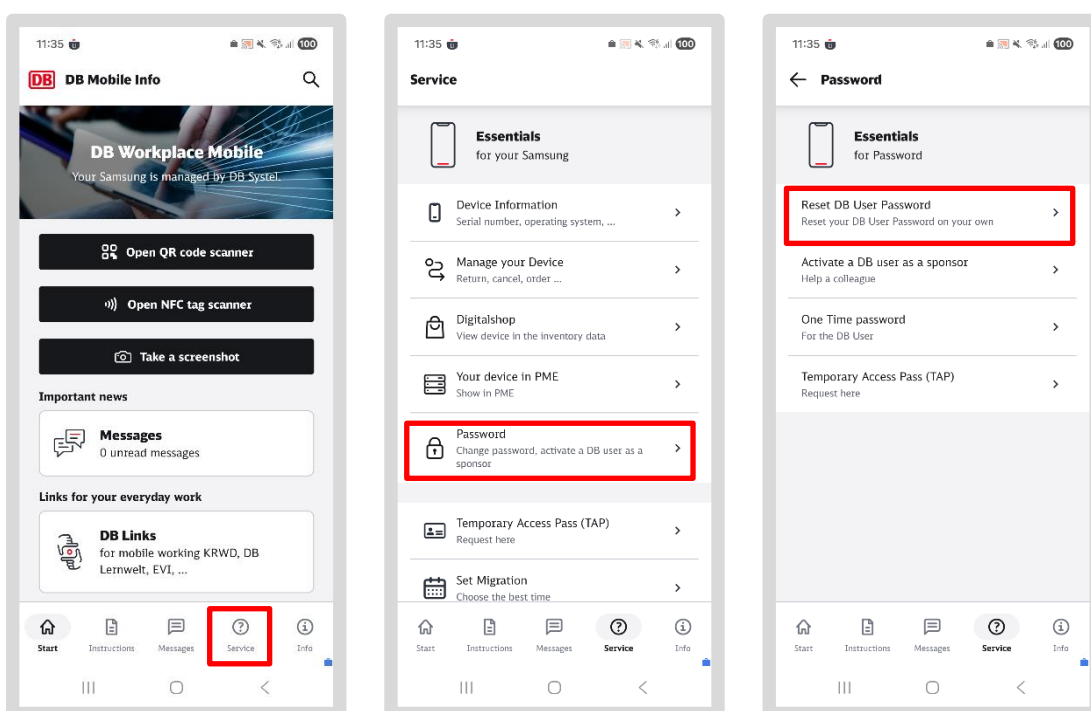 11:35
100
DB DB Mobile Info
DB Workplace Mobile
Your Samsung is managed by DB Systel.
Open QR code scanner
Open NFC tag scanner
Take a screenshot
Important news
Messages
0 unread messages
Links for your everyday work
DB Links
for mobile working KRWD, DB
Lernwelt, EVI, ...
Start Instructions Messages Service Info
11:35
100
Service
Essentials
for your Samsung
Device Information
Serial number, operating system, ...
Manage your Device
Return, cancel, order ...
Digitalshop
View device in the inventory data
Your device in PME
Show in PME
Password
Change password, activate a DB user as a
sponsor
Temporary Access Pass (TAP)
Request here
Set Migration
Choose the best time
Start Instructions Messages Service Info
11:35
100
Password
Essentials
for Password
Reset DB User Password
Reset your DB User Password on your own
Activate a DB user as a sponsor
Help a colleague
One Time password
For the DB User
Temporary Access Pass (TAP)
Request here
Start Instructions Messages Service Info